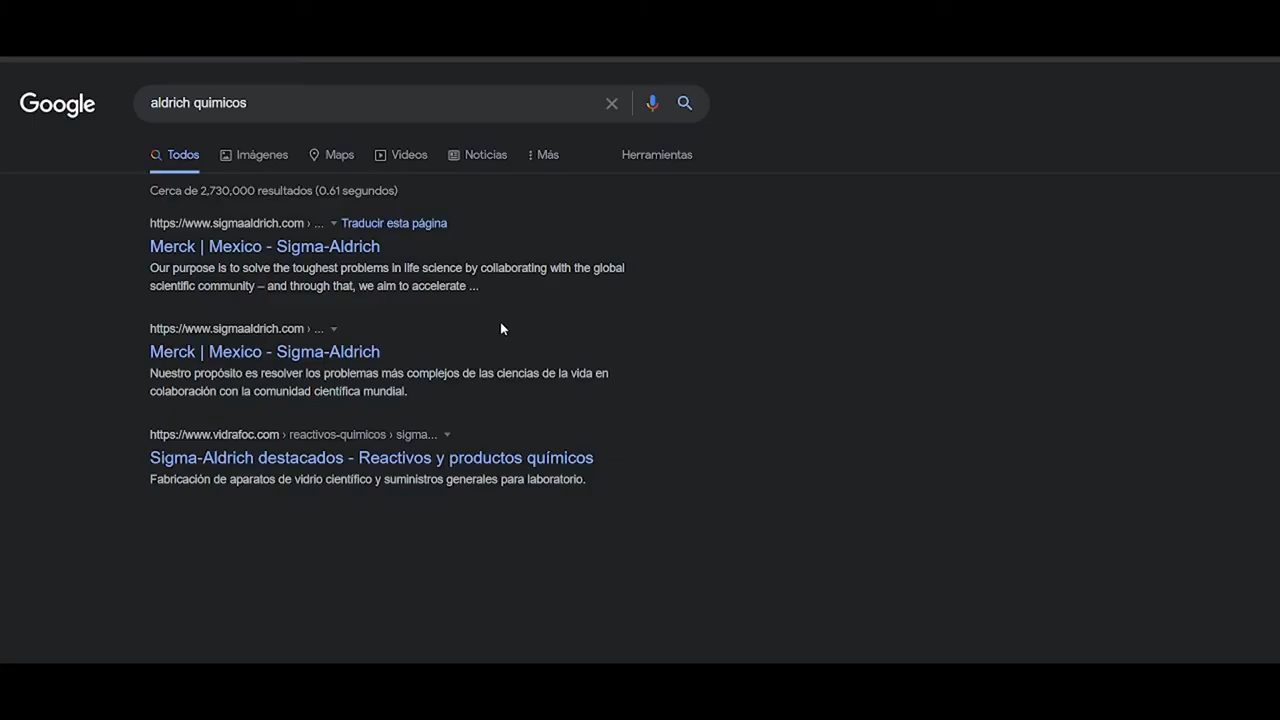 Google
aldrich quimicos
Todos Imágenes Maps Videos Noticias Más Herramientas
Cerca de 2,730,000 resultados (0.61 segundos)
https://www.sigmaaldrich.com › ... Traducir esta página
Merck | Mexico - Sigma-Aldrich
Our purpose is to solve the toughest problems in life science by collaborating with the global
scientific community – and through that, we aim to accelerate ...
https://www.sigmaaldrich.com › ...
Merck | Mexico - Sigma-Aldrich
Nuestro propósito es resolver los problemas más complejos de las ciencias de la vida en
colaboración con la comunidad científica mundial.
https://www.vidrafoc.com › reactivos-quimicos › sigma...
Sigma-Aldrich destacados - Reactivos y productos químicos
Fabricación de aparatos de vidrio científico y suministros generales para laboratorio.